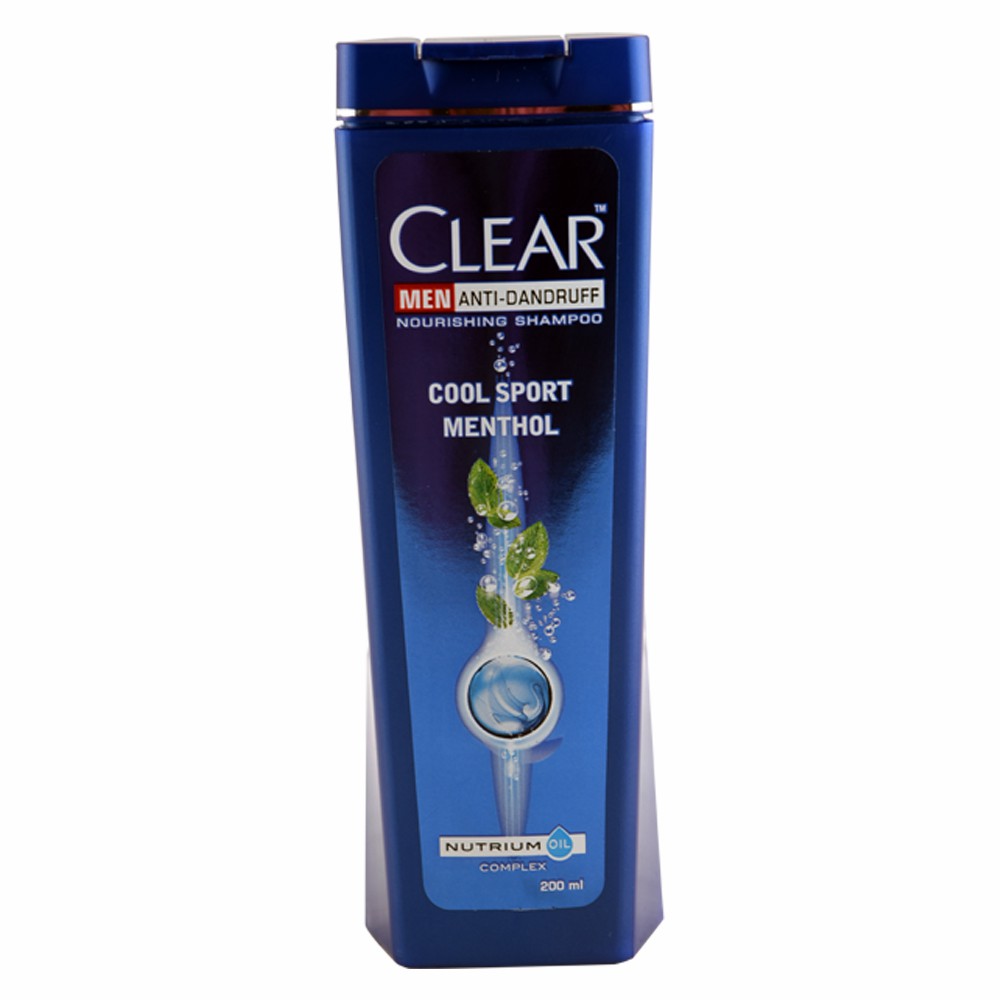 CLEAR™
MEN ANTI-DANDRUFF
NOURISHING SHAMPOO
COOL SPORT
MENTHOL
NUTRIUM OIL
COMPLEX
200 ml